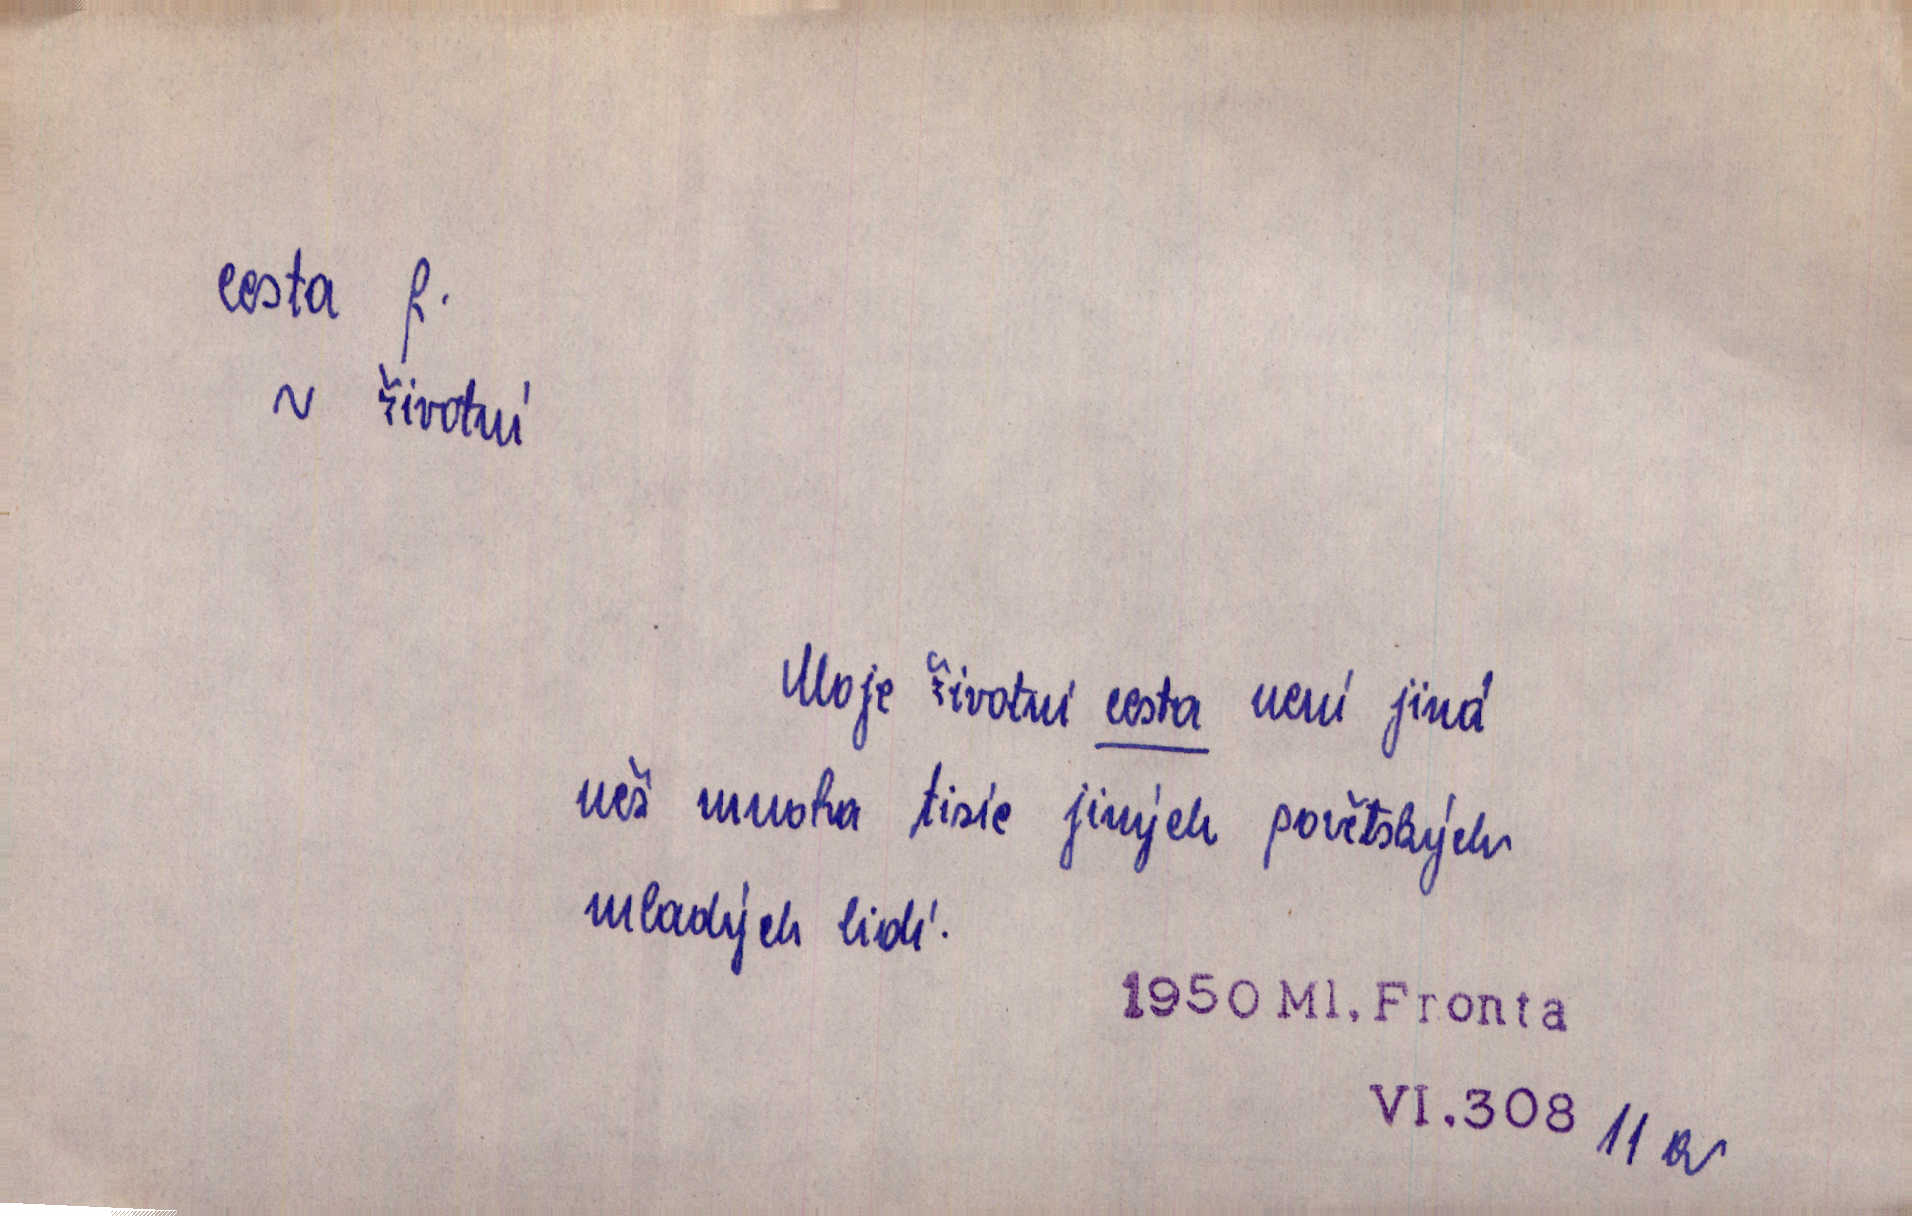 cesta f.
~ životní
Moje životní cesta není jiná
než mnoha tisíc jiných
mladých lidí.
1950 Ml. Fronta
VI.308 11